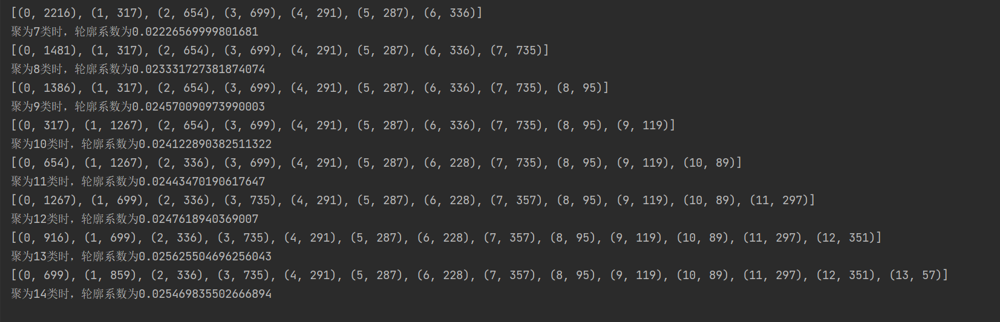 [(0, 2216), (1, 317), (2, 654), (3, 699), (4, 291), (5, 287), (6, 336)]
聚为7类时，轮廓系数为0.02226569999801681
[(0, 1481), (1, 317), (2, 654), (3, 699), (4, 291), (5, 287), (6, 336), (7, 735)]
聚为8类时，轮廓系数为0.023331727381874074
[(0, 1386), (1, 317), (2, 654), (3, 699), (4, 291), (5, 287), (6, 336), (7, 735), (8, 95)]
聚为9类时，轮廓系数为0.024570090973990003
[(0, 317), (1, 1267), (2, 654), (3, 699), (4, 291), (5, 287), (6, 336), (7, 735), (8, 95), (9, 119)]
聚为10类时，轮廓系数为0.024122890382511322
[(0, 654), (1, 1267), (2, 336), (3, 699), (4, 291), (5, 287), (6, 228), (7, 735), (8, 95), (9, 119), (10, 89)]
聚为11类时，轮廓系数为0.02443470190617647
[(0, 1267), (1, 699), (2, 336), (3, 735), (4, 291), (5, 287), (6, 228), (7, 357), (8, 95), (9, 119), (10, 89), (11, 297)]
聚为12类时，轮廓系数为0.0247618940369007
[(0, 916), (1, 699), (2, 336), (3, 735), (4, 291), (5, 287), (6, 228), (7, 357), (8, 95), (9, 119), (10, 89), (11, 297), (12, 351)]
聚为13类时，轮廓系数为0.025625504696256043
[(0, 699), (1, 859), (2, 336), (3, 735), (4, 291), (5, 287), (6, 228), (7, 357), (8, 95), (9, 119), (10, 89), (11, 297), (12, 351), (13, 57)]
聚为14类时，轮廓系数为0.025469835502666894